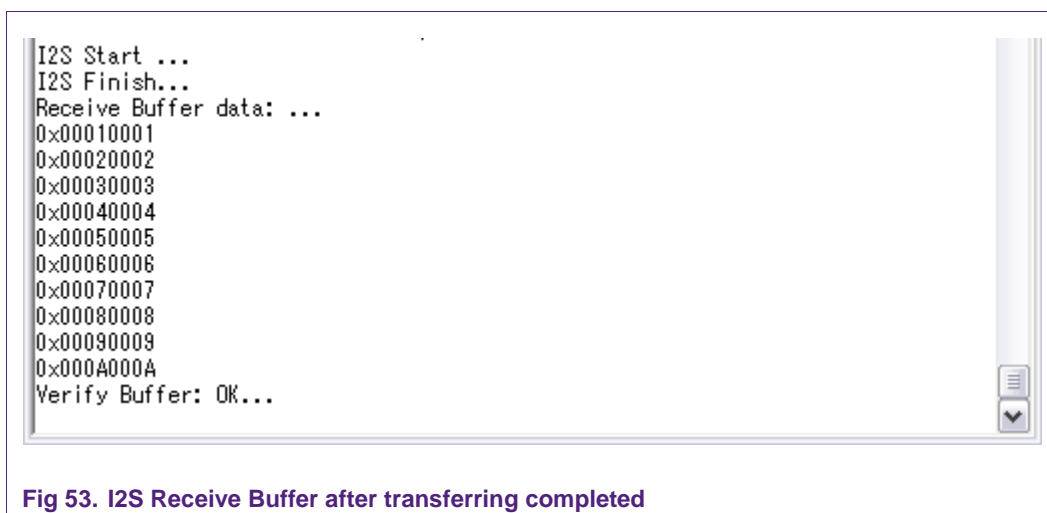 I2S Start ...
I2S Finish...
Receive Buffer data: ...
0x00010001
0x00020002
0x00030003
0x00040004
0x00050005
0x00060006
0x00070007
0x00080008
0x00090009
0x000A000A
Verify Buffer: OK...
Fig 53. I2S Receive Buffer after transferring completed